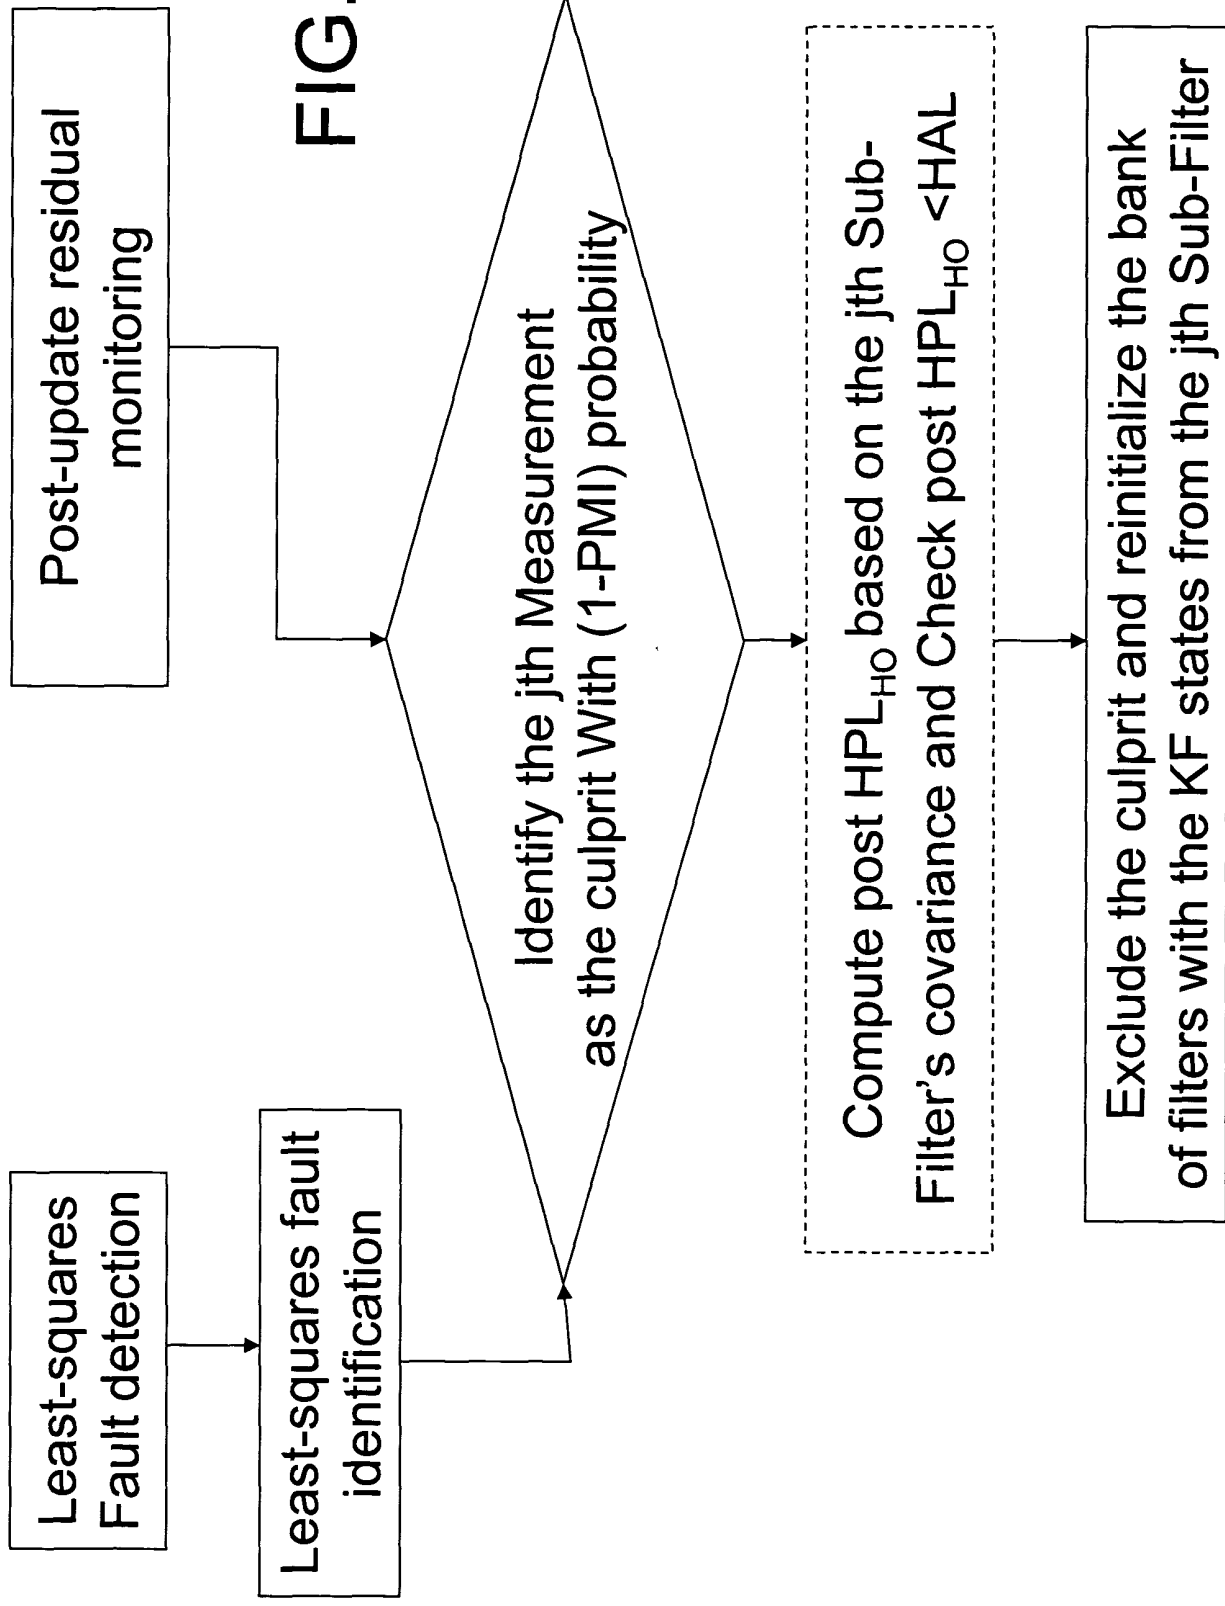 Least-squares
Fault detection
Least-squares fault
identification
Post-update residual
monitoring
FIG.
Identify the jth Measurement
as the culprit With (1-PMI) probability
Compute post HPL_HO based on the jth Sub-
Filter's covariance and Check post HPL_HO <HAL
Exclude the culprit and reinitialize the bank
of filters with the KF states from the jth Sub-Filter